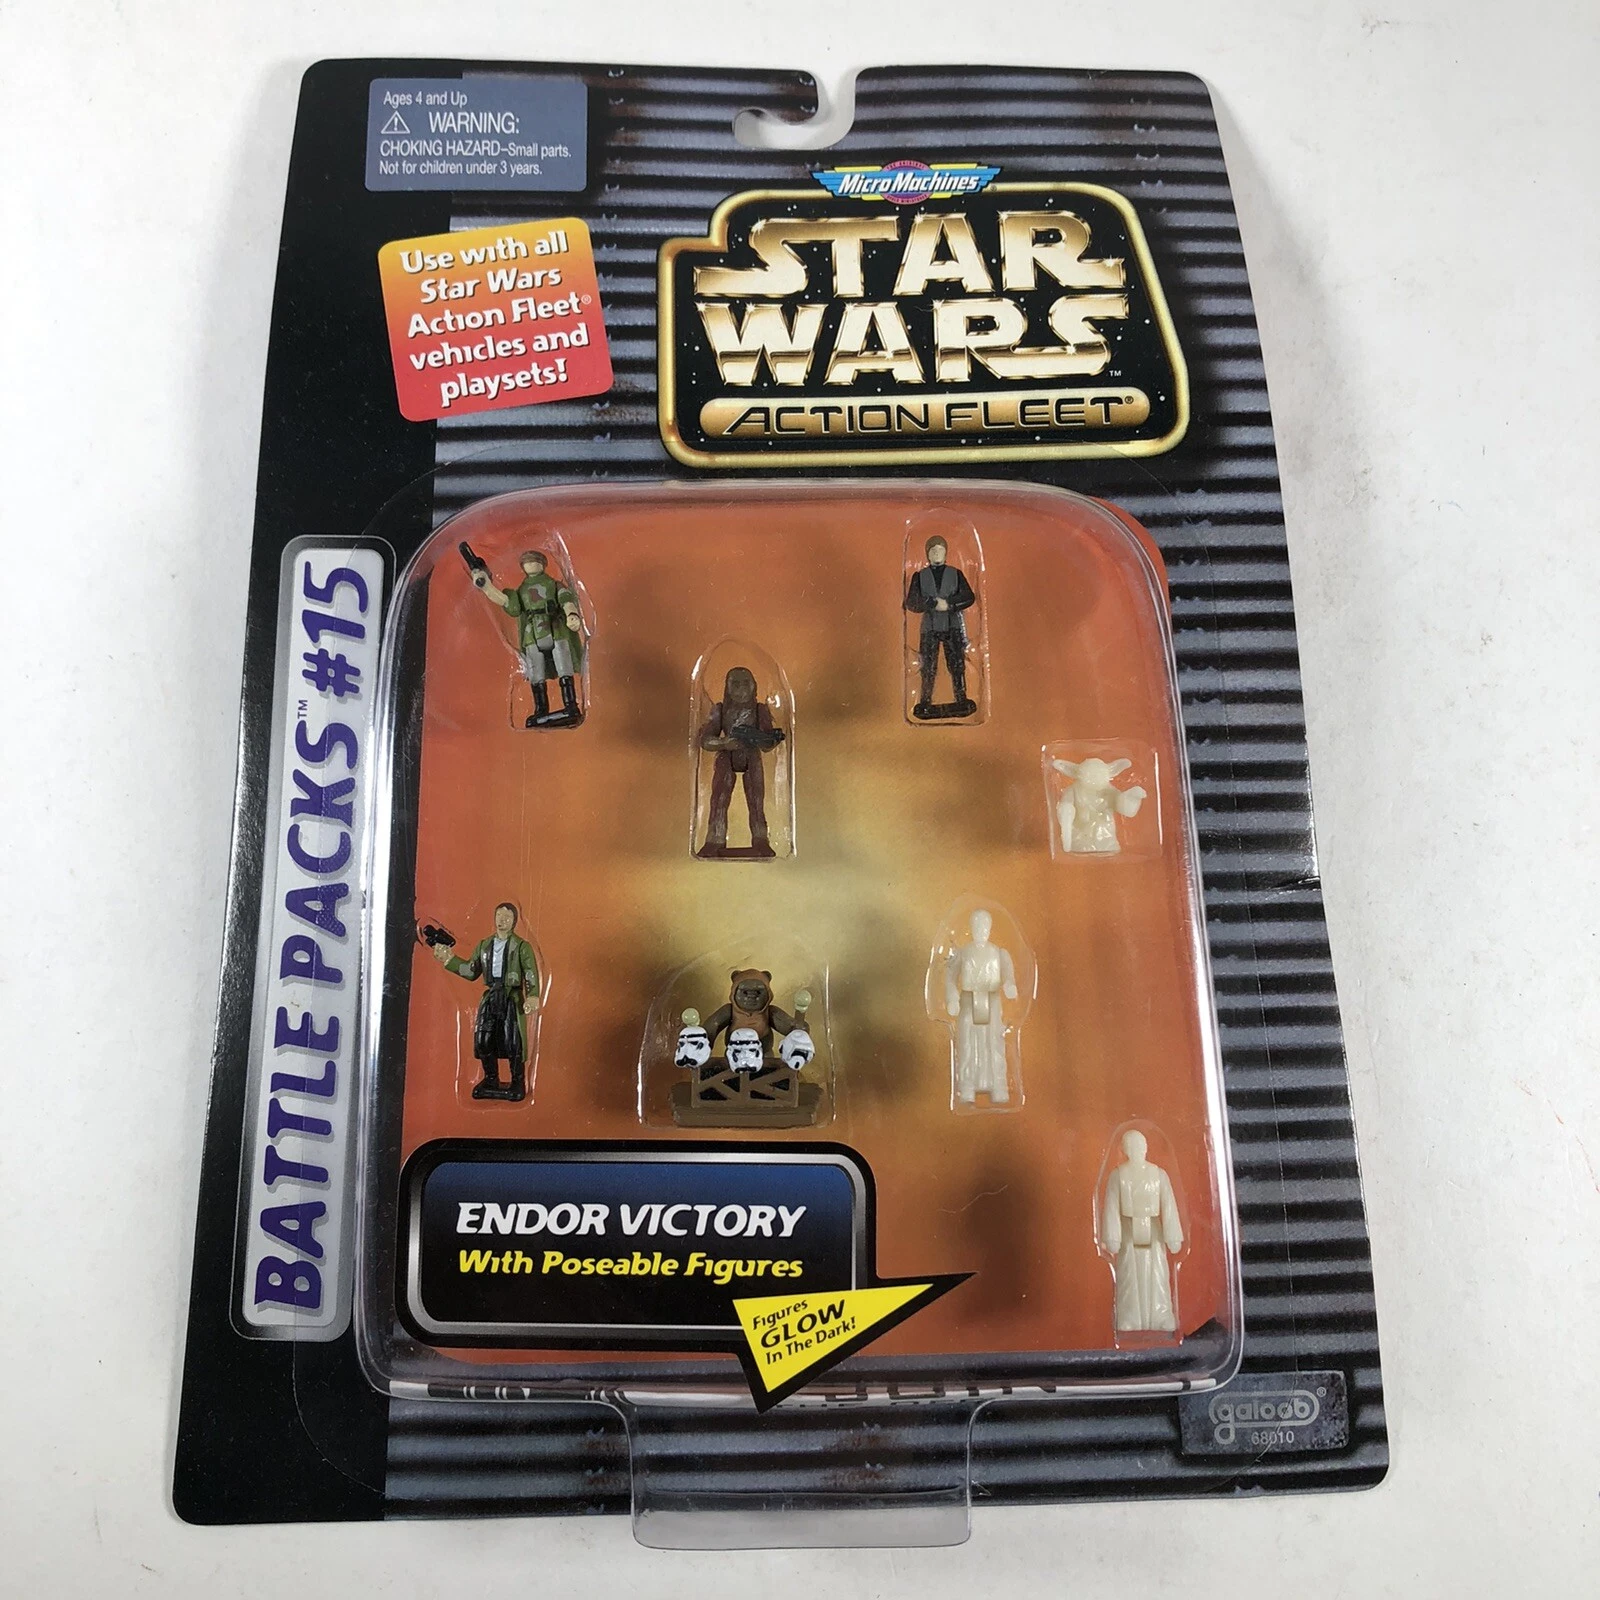 Ages 4 and Up
WARNING:
CHOKING HAZARD–Small parts.
Not for children under 3 years.
Use with all
Star Wars
Action Fleet®
vehicles and
playsets!
Micro Machines
STAR
WARS™
ACTION FLEET®
BATTLE PACKS™ #15
ENDOR VICTORY
With Poseable Figures
Figures
GLOW
In The Dark!
galoob®
68010